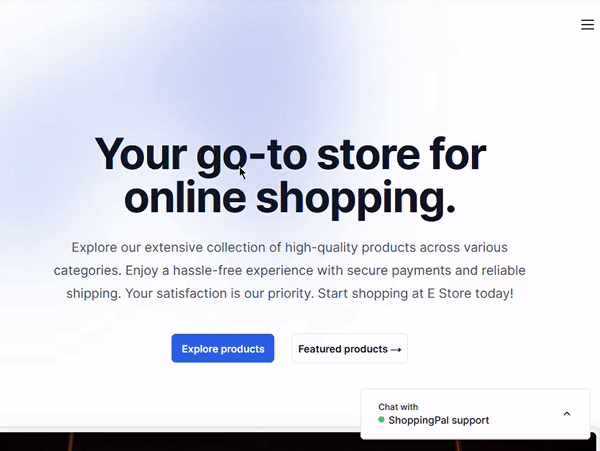 Your go-to store for
online shopping.
Explore our extensive collection of high-quality products across various
categories. Enjoy a hassle-free experience with secure payments and reliable
shipping. Your satisfaction is our priority. Start shopping at E Store today!
Explore products
Featured products →
Chat with
ShoppingPal support